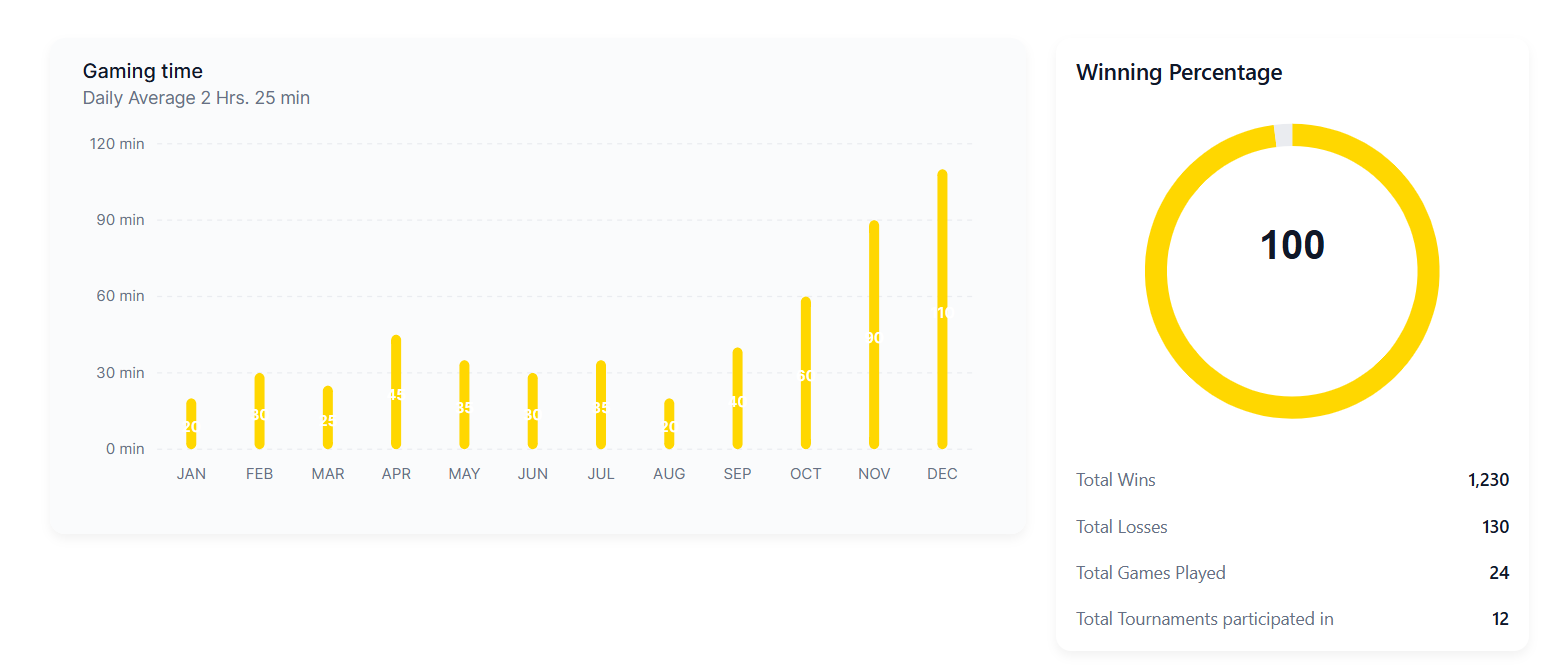 Gaming time
Daily Average 2 Hrs. 25 min
120 min
90 min
60 min
30 min
0 min
20
30
25
45
35
30
35
20
40
60
90
JAN
FEB
MAR
APR
MAY
JUN
JUL
AUG
SEP
OCT
NOV
DEC
Winning Percentage
100
Total Wins 1,230
Total Losses 130
Total Games Played 24
Total Tournaments participated in 12